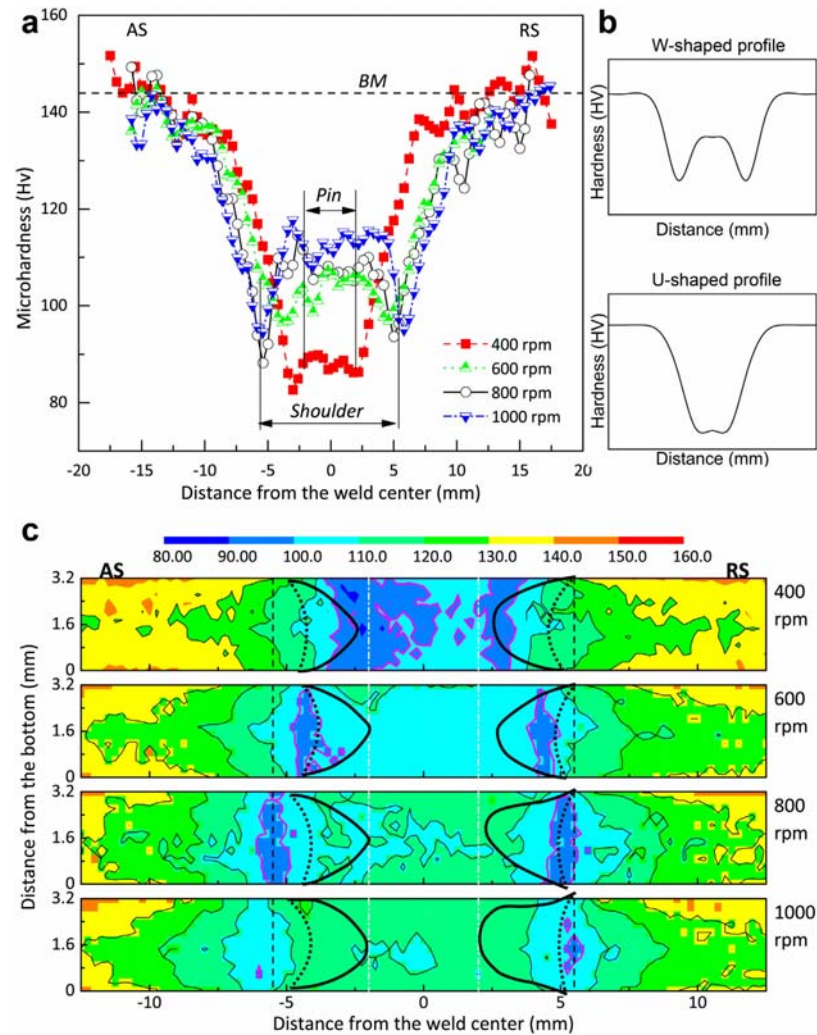 a
AS
RS
BM
Pin
Shoulder
400 rpm
600 rpm
800 rpm
1000 rpm
160
140
120
100
80
Microhardness (Hv)
-20 -15 -10 -5 0 5 10 15 20
Distance from the weld center (mm)
b
W-shaped profile
Hardness (HV)
Distance (mm)
U-shaped profile
Hardness (HV)
Distance (mm)
c
80.00 90.00 100.0 110.0 120.0 130.0 140.0 150.0 160.0
AS
RS
3.2
1.6
0
400
rpm
3.2
1.6
0
600
rpm
3.2
1.6
0
800
rpm
3.2
1.6
0
1000
rpm
Distance from the bottom (mm)
-10 -5 0 5 10
Distance from the weld center (mm)